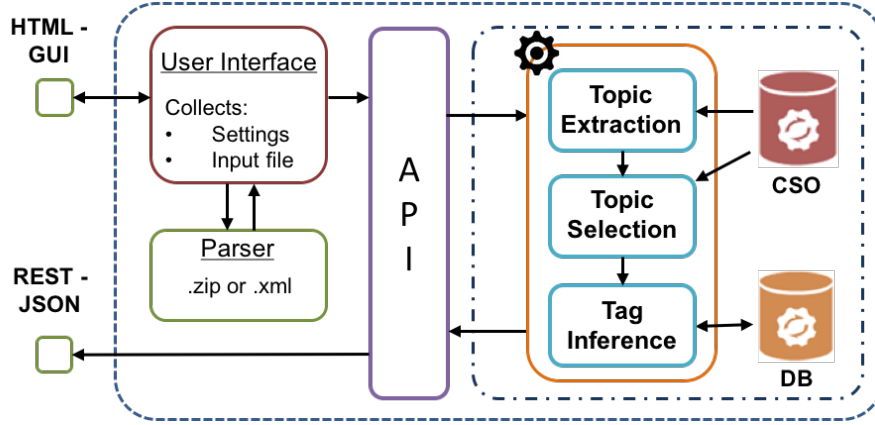 HTML -
GUI
User Interface
Collects:
• Settings
• Input file
Parser
.zip or .xml
REST -
JSON
A
P
I
Topic
Extraction
Topic
Selection
Tag
Inference
CSO
DB